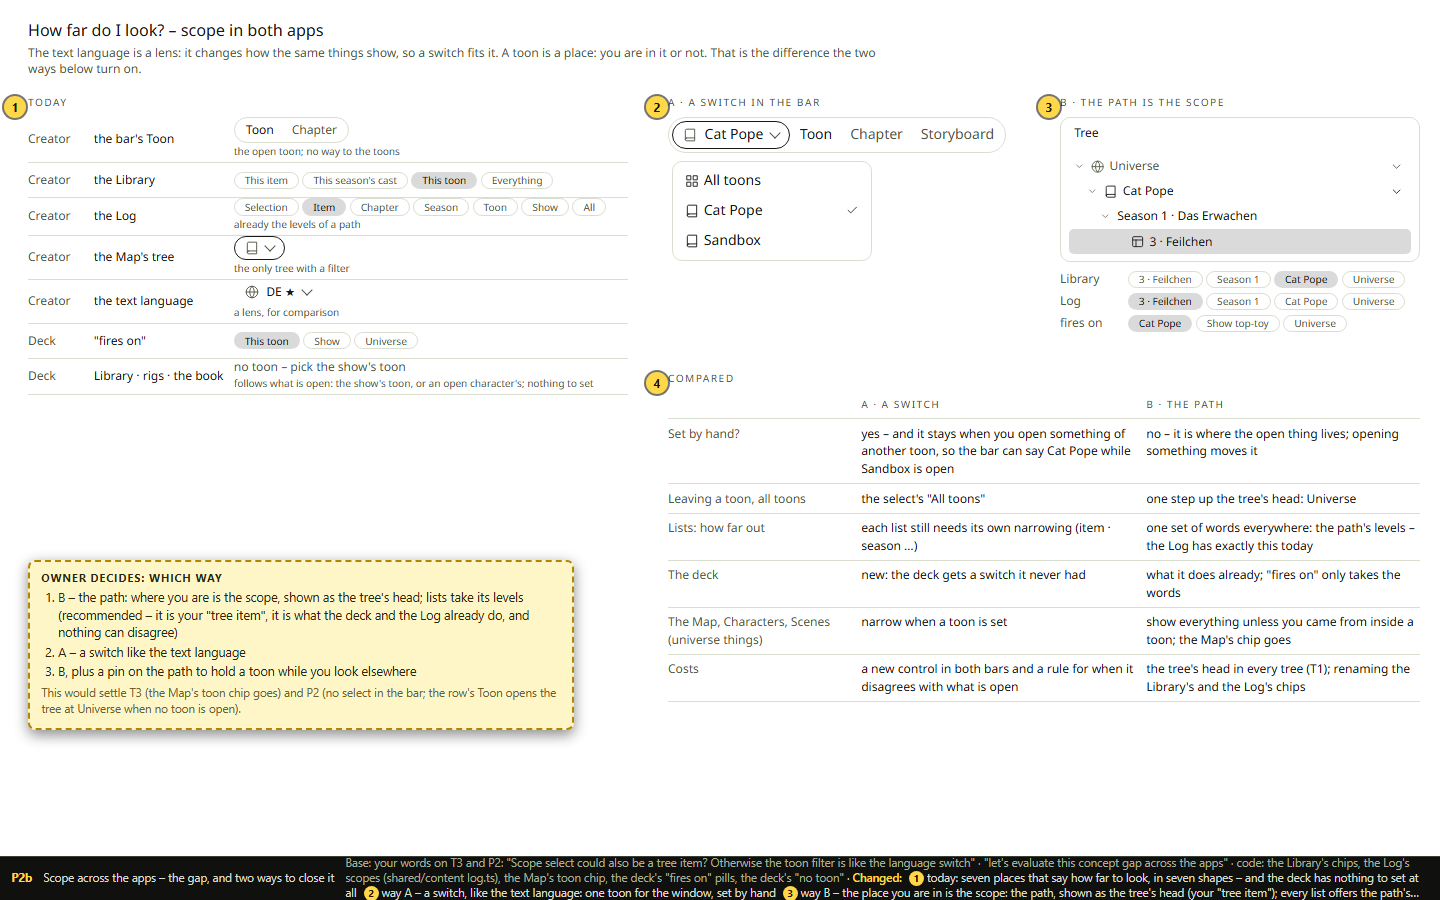 How far do I look? – scope in both apps
The text language is a lens: it changes how the same things show, so a switch fits it. A toon is a place: you are in it or not. That is the difference the two
ways below turn on.
1 TODAY
Creator the bar's Toon Toon Chapter
the open toon; no way to the toons
Creator the Library This item This season's cast This toon Everything
Creator the Log Selection Item Chapter Season Toon Show All
already the levels of a path
Creator the Map's tree
the only tree with a filter
Creator the text language DE ★
a lens, for comparison
Deck "fires on" This toon Show Universe
Deck Library · rigs · the book no toon – pick the show's toon
follows what is open: the show's toon, or an open character's; nothing to set
2 A · A SWITCH IN THE BAR
Cat Pope Toon Chapter Storyboard
All toons
Cat Pope
Sandbox
3 B · THE PATH IS THE SCOPE
Tree
Universe
Cat Pope
Season 1 · Das Erwachen
3 · Feilchen
Library 3 · Feilchen Season 1 Cat Pope Universe
Log 3 · Feilchen Season 1 Cat Pope Universe
fires on Cat Pope Show top-toy Universe
4 COMPARED
A · A SWITCH B · THE PATH
Set by hand? yes – and it stays when you open something of no – it is where the open thing lives; opening
another toon, so the bar can say Cat Pope while something moves it
Sandbox is open
Leaving a toon, all toons the select's "All toons" one step up the tree's head: Universe
Lists: how far out each list still needs its own narrowing (item · one set of words everywhere: the path's levels –
season …) the Log has exactly this today
The deck new: the deck gets a switch it never had what it does already; "fires on" only takes the
words
The Map, Characters, Scenes narrow when a toon is set show everything unless you came from inside a
(universe things) toon; the Map's chip goes
Costs a new control in both bars and a rule for when it the tree's head in every tree (T1); renaming the
disagrees with what is open Library's and the Log's chips
OWNER DECIDES: WHICH WAY
1. B – the path: where you are is the scope, shown as the tree's head; lists take its levels
(recommended – it is your "tree item", it is what the deck and the Log already do, and
nothing can disagree)
2. A – a switch like the text language
3. B, plus a pin on the path to hold a toon while you look elsewhere
This would settle T3 (the Map's toon chip goes) and P2 (no select in the bar; the row's Toon opens the
tree at Universe when no toon is open).
P2b Scope across the apps – the gap, and two ways to close it
Base: your words on T3 and P2: "Scope select could also be a tree item? Otherwise the toon filter is like the language switch" · "let's evaluate this concept gap across the apps" · code: the Library's chips, the Log's
scopes (shared/content log.ts), the Map's toon chip, the deck's "fires on" pills, the deck's "no toon" · Changed: 1 today: seven places that say how far to look, in seven shapes – and the deck has nothing to set at
all 2 way A – a switch, like the text language: one toon for the window, set by hand 3 way B – the place you are in is the scope: the path, shown as the tree's head (your "tree item"); every list offers the path's…